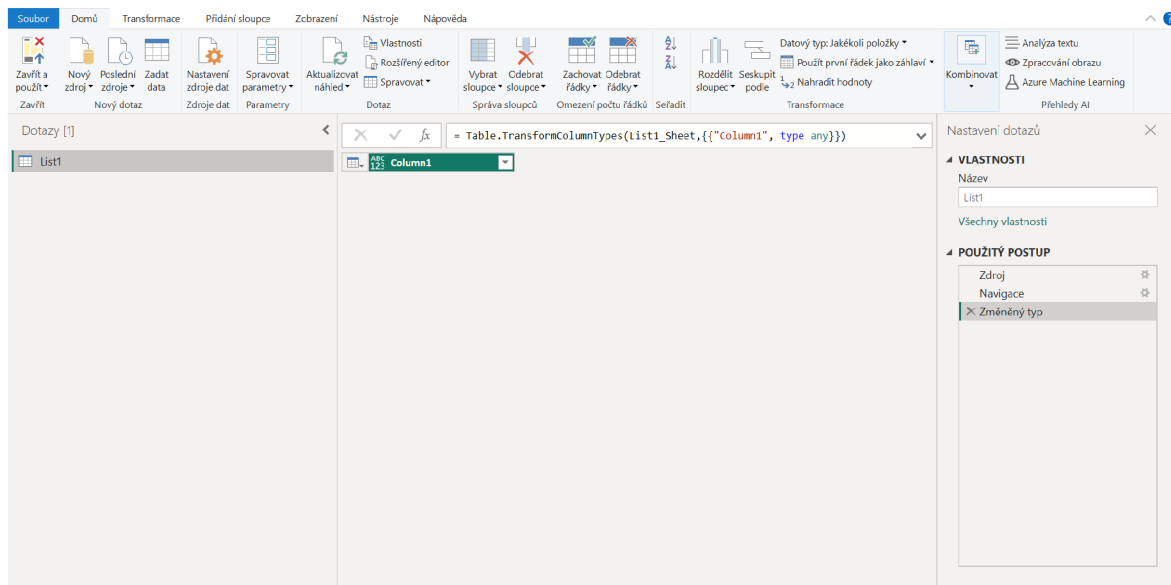 Soubor Domů Transformace Přidání sloupce Zobrazení Nástroje Nápověda
Zavřít a použít
Zavřít
Nový zdroj
Poslední zdroje
Zadat data
Nový dotaz
Nastavení zdroje dat
Zdroje dat
Spravovat parametry
Parametry
Aktualizovat náhled
Vlastnosti
Rozšířený editor
Spravovat
Dotaz
Vybrat sloupce
Odebrat sloupce
Správa sloupců
Zachovat řádky
Odebrat řádky
Omezení počtu řádků
A
Z
Z
A
Seřadit
Rozdělit sloupec
Seskupit podle
Datový typ: Jakékoli položky
Použít první řádek jako záhlaví
1 2 Nahradit hodnoty
Transformace
Kombinovat
Analýza textu
Zpracování obrazu
Azure Machine Learning
Přehledy AI
Dotazy [1]
List1
fx = Table.TransformColumnTypes(List1_Sheet,{{"Column1", type any}})
ABC
123 Column1
Nastavení dotazů
VLASTNOSTI
Název
List1
Všechny vlastnosti
POUŽITÝ POSTUP
Zdroj
Navigace
Změněný typ